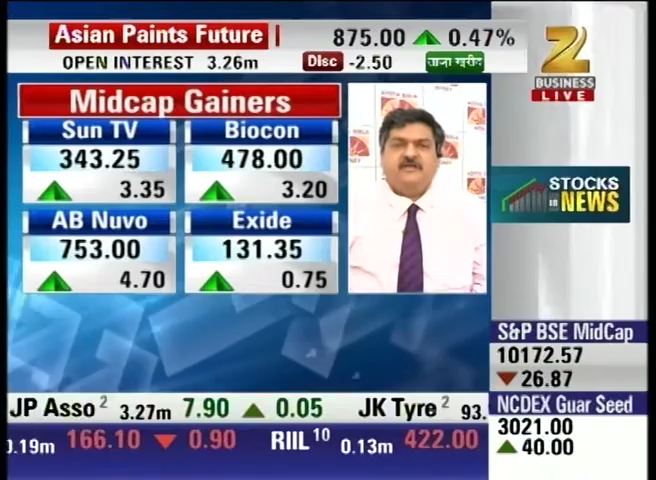 Asian Paints Future
875.00 0.47%
OPEN INTEREST 3.26m
Disc -2.50
ताज़ा खरीद
Z
BUSINESS
LIVE
Midcap Gainers
Sun TV
343.25
3.35
Biocon
478.00
3.20
AB Nuvo
753.00
4.70
Exide
131.35
0.75
STOCKS
in NEWS
S&P BSE MidCap
10172.57
26.87
NCDEX Guar Seed
3021.00
40.00
JP Asso 2 3.27m 7.90 0.05 JK Tyre 2 93.
0.19m 166.10 0.90 RIIL 10 0.13m 422.00